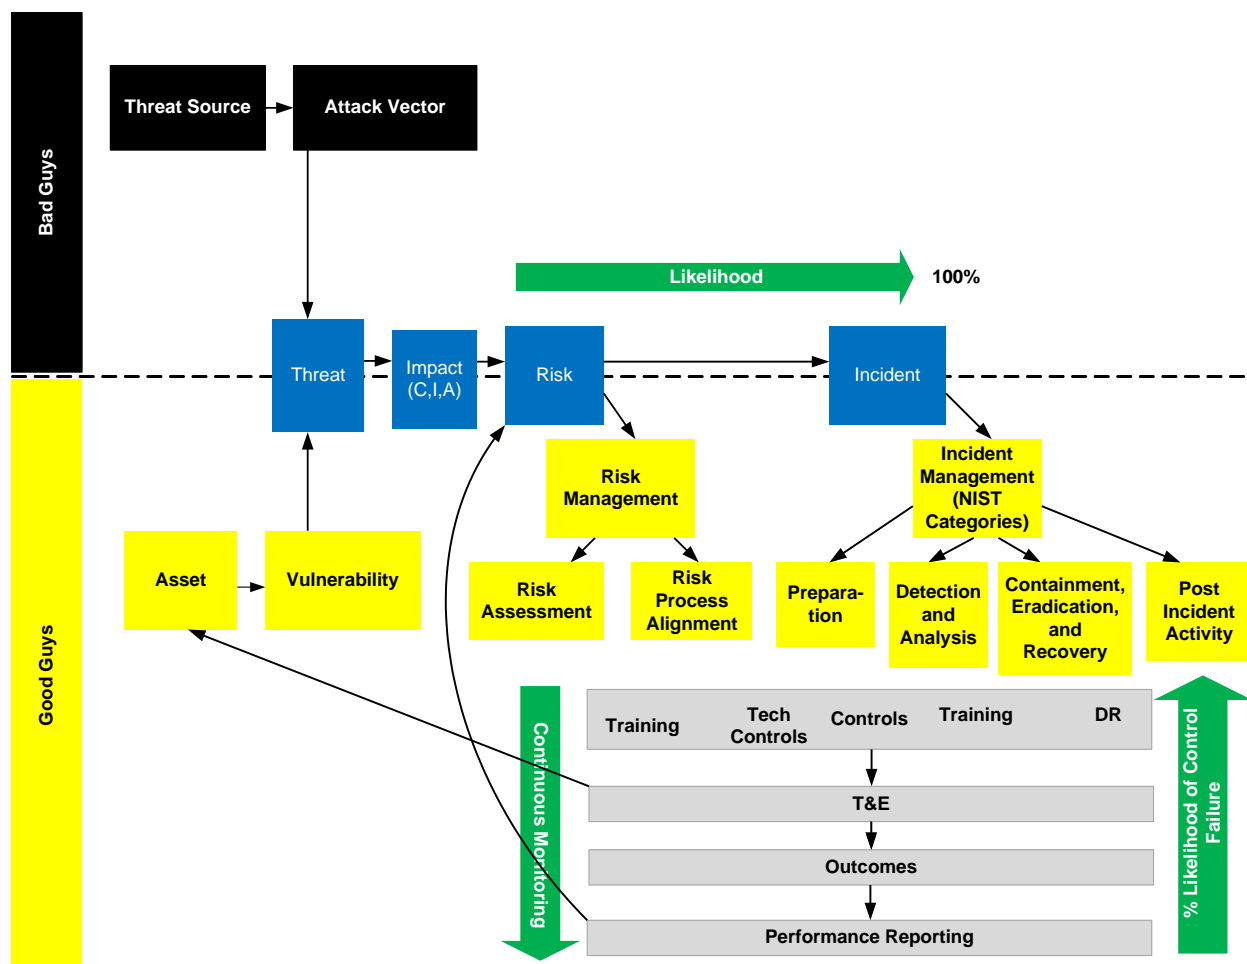 Bad Guys
Threat Source
Attack Vector
Likelihood
100%
Threat
Impact
(C,I,A)
Risk
Incident
Good Guys
Asset
Vulnerability
Risk
Management
Risk
Assessment
Risk
Process
Alignment
Incident
Management
(NIST
Categories)
Prepara-
tion
Detection
and
Analysis
Containment,
Eradication,
and
Recovery
Post
Incident
Activity
Continuous Monitoring
Training
Tech
Controls
Controls
Training
DR
T&E
Outcomes
Performance Reporting
% Likelihood of Control
Failure